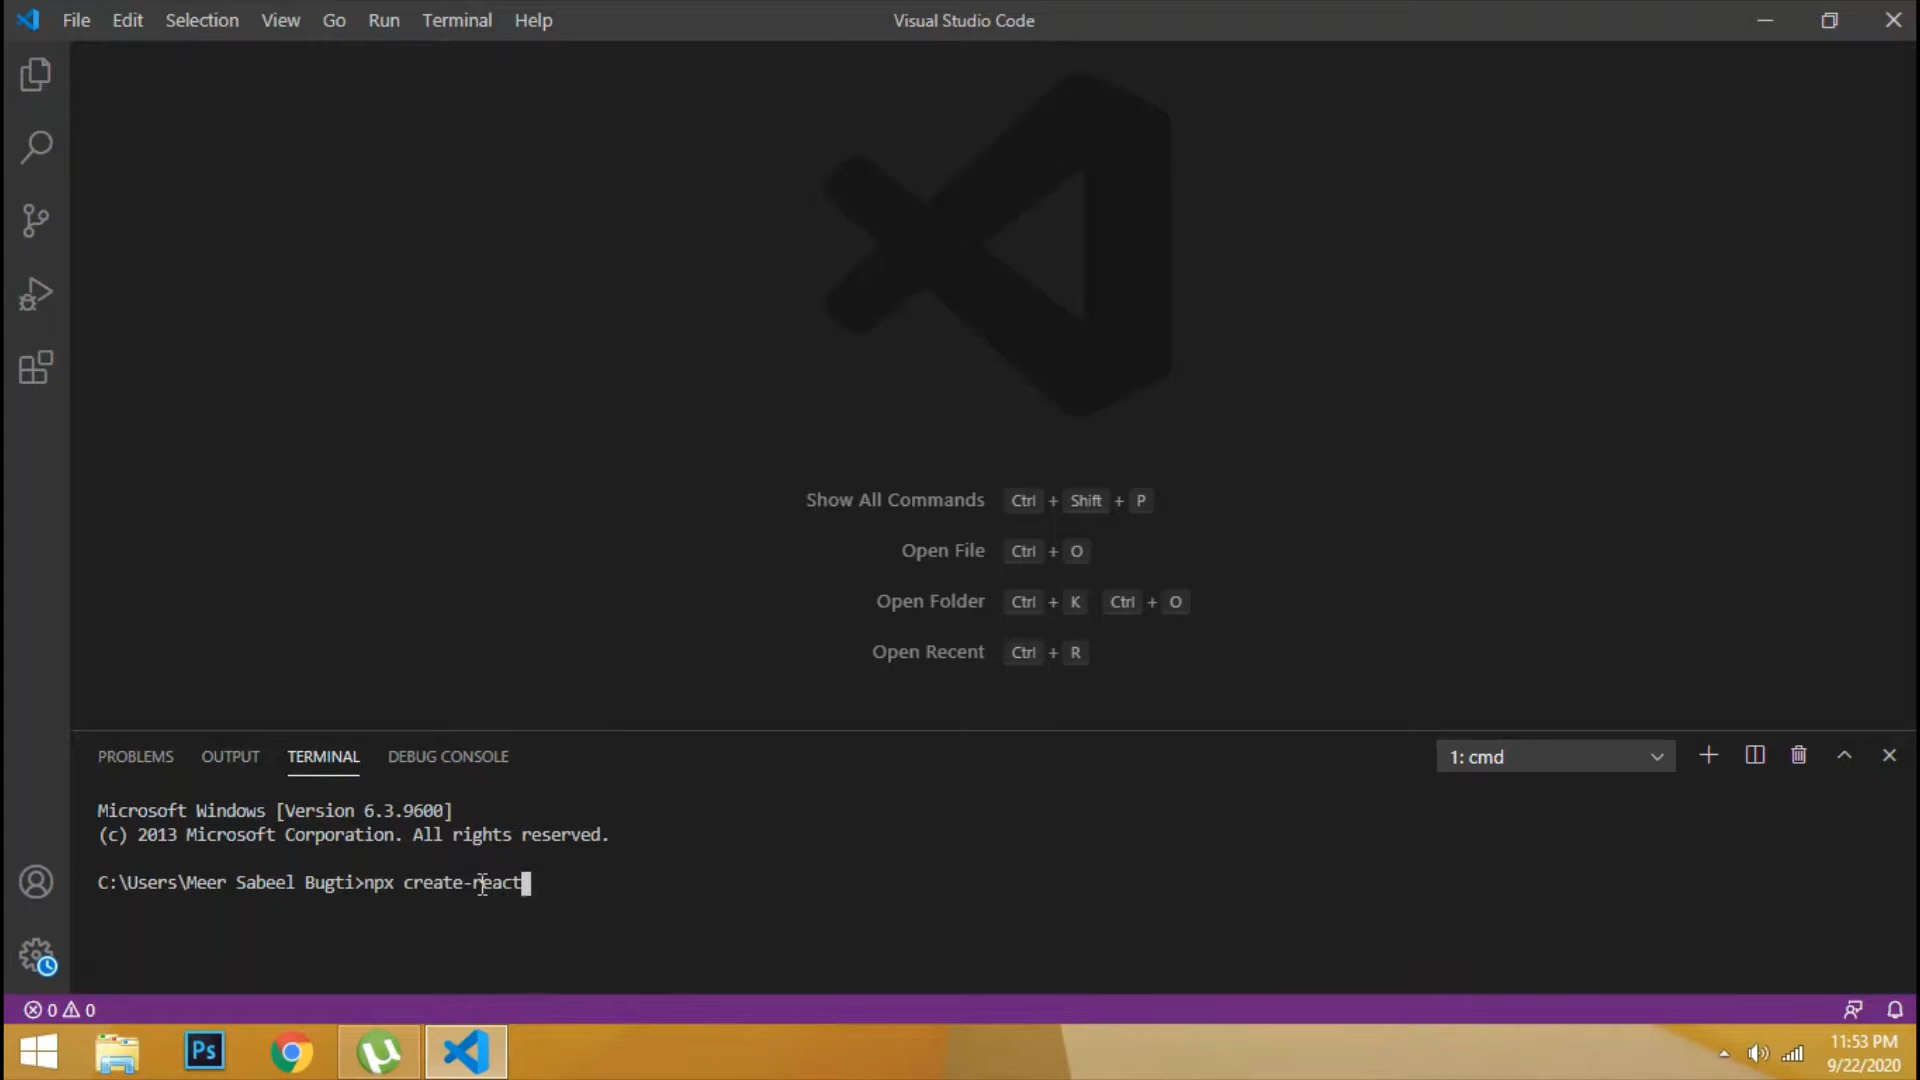 File Edit Selection View Go Run Terminal Help
Visual Studio Code
Show All Commands Ctrl + Shift + P
Open File Ctrl + O
Open Folder Ctrl + K Ctrl + O
Open Recent Ctrl + R
PROBLEMS OUTPUT TERMINAL DEBUG CONSOLE
1: cmd
Microsoft Windows [Version 6.3.9600]
(c) 2013 Microsoft Corporation. All rights reserved.
C:\Users\Meer Sabeel Bugti>npx create-react
0 0
Ps
11:53 PM
9/22/2020